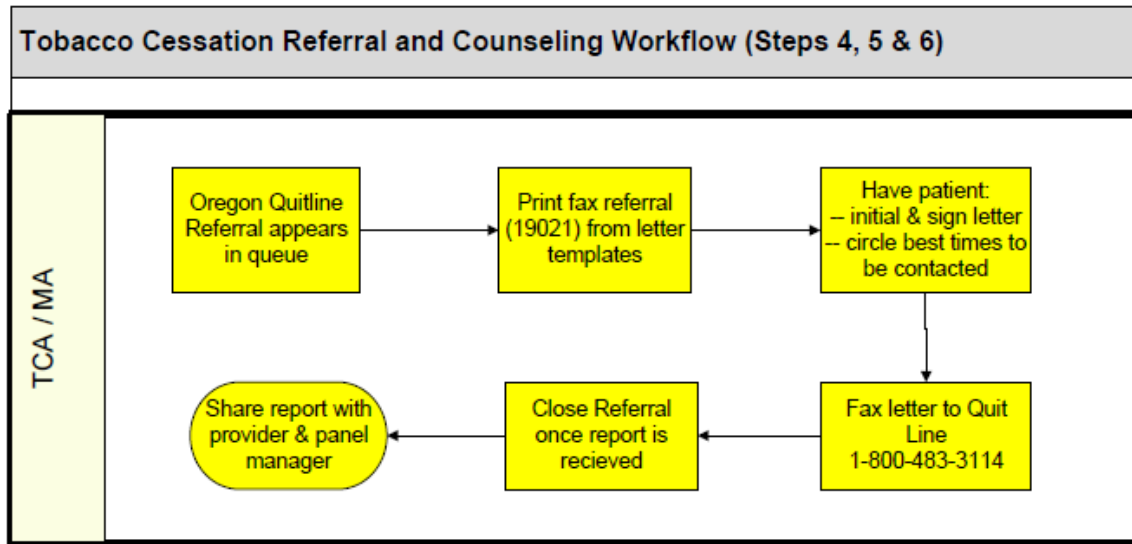 Tobacco Cessation Referral and Counseling Workflow (Steps 4, 5 & 6)
TCA / MA
Oregon Quitline
Referral appears
in queue
Print fax referral
(19021) from letter
templates
Have patient:
-- initial & sign letter
-- circle best times to
be contacted
Fax letter to Quit
Line
1-800-483-3114
Close Referral
once report is
recieved
Share report with
provider & panel
manager